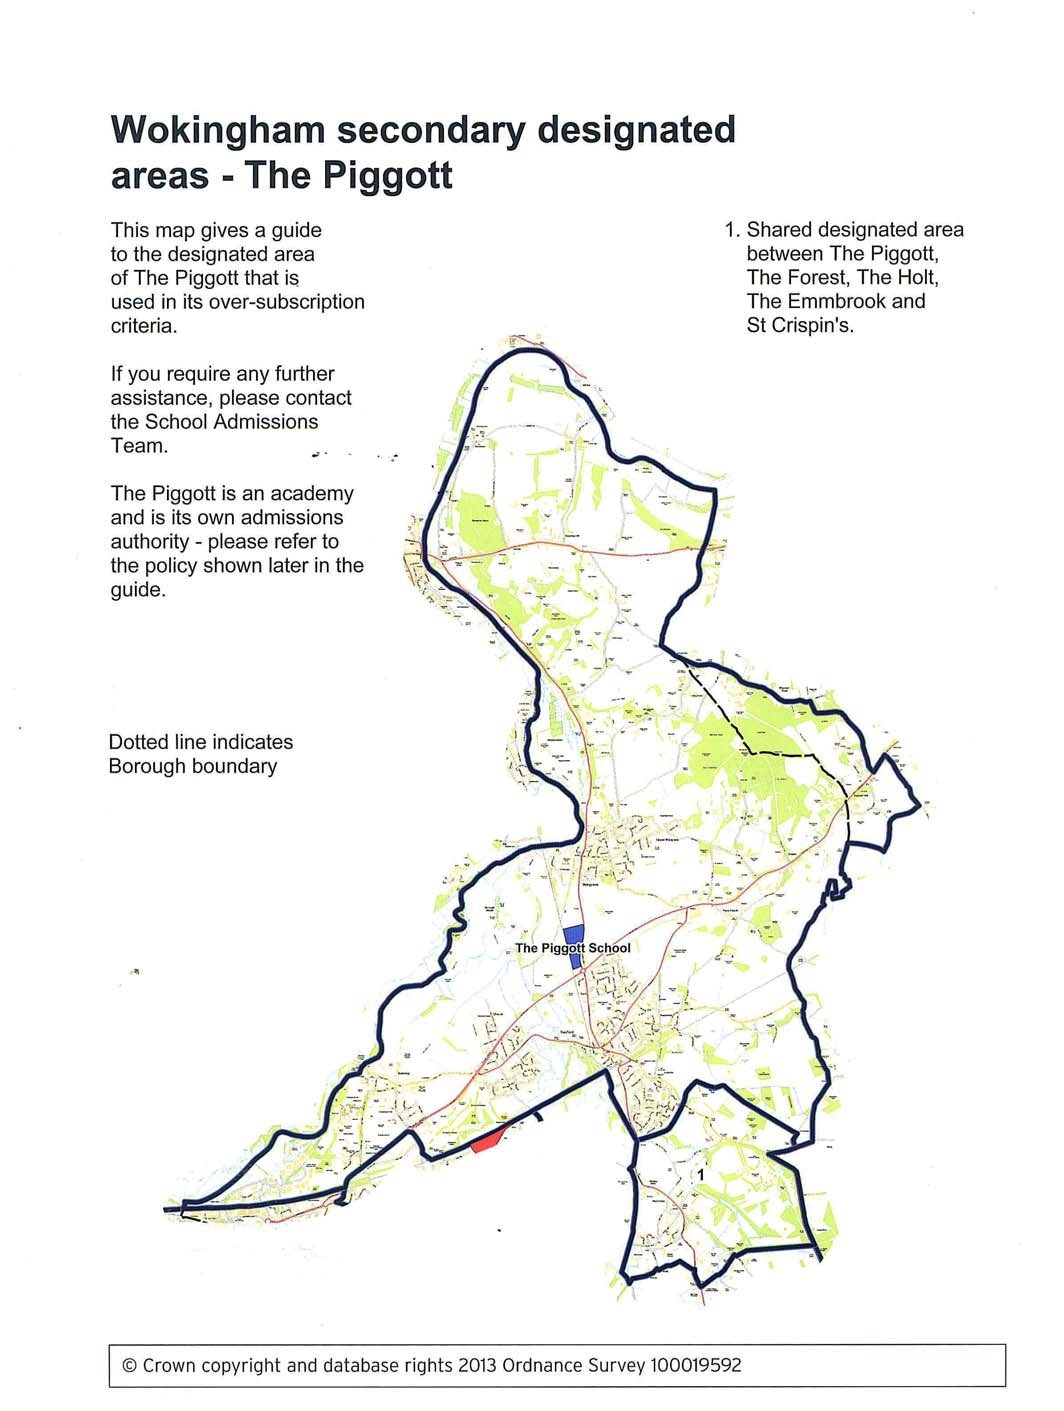 Wokingham secondary designated
areas - The Piggott
This map gives a guide
to the designated area
of The Piggott that is
used in its over-subscription
criteria.
If you require any further
assistance, please contact
the School Admissions
Team.
The Piggott is an academy
and is its own admissions
authority - please refer to
the policy shown later in the
guide.
Dotted line indicates
Borough boundary
1. Shared designated area
between The Piggott,
The Forest, The Holt,
The Emmbrook and
St Crispin's.
Wargrave
The Piggott School
Twyford
1
© Crown copyright and database rights 2013 Ordnance Survey 100019592